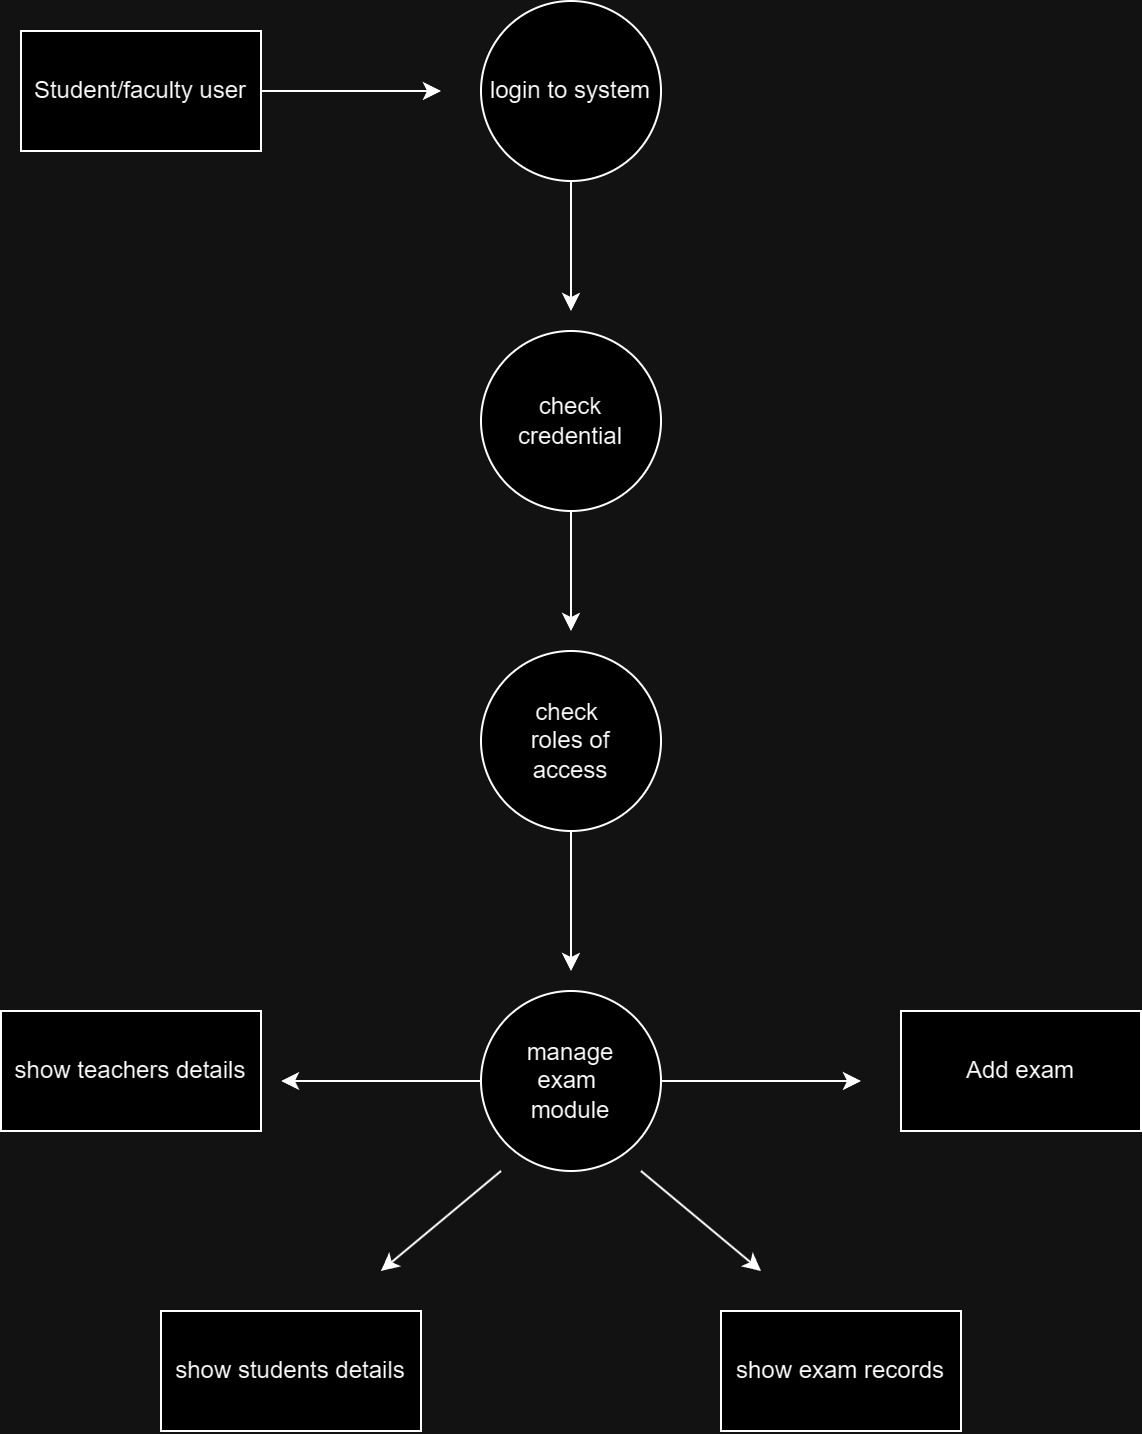 Student/faculty user
login to system
check
credential
check
roles of
access
manage
exam
module
show teachers details
Add exam
show students details
show exam records